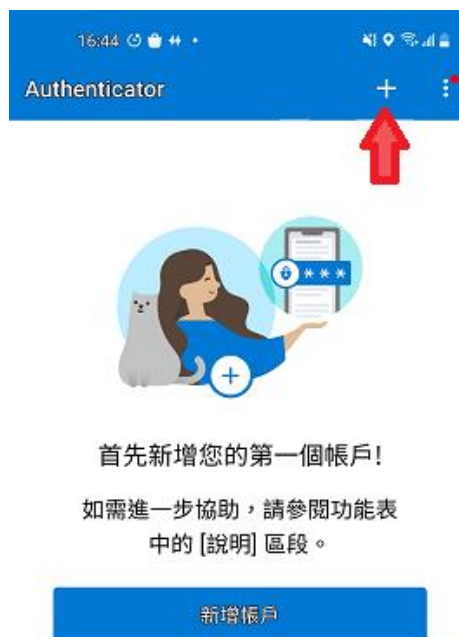 16:44
Authenticator
首先新增您的第一個帳戶!
如需進一步協助，請參閱功能表
中的 [說明] 區段。
新增帳戶